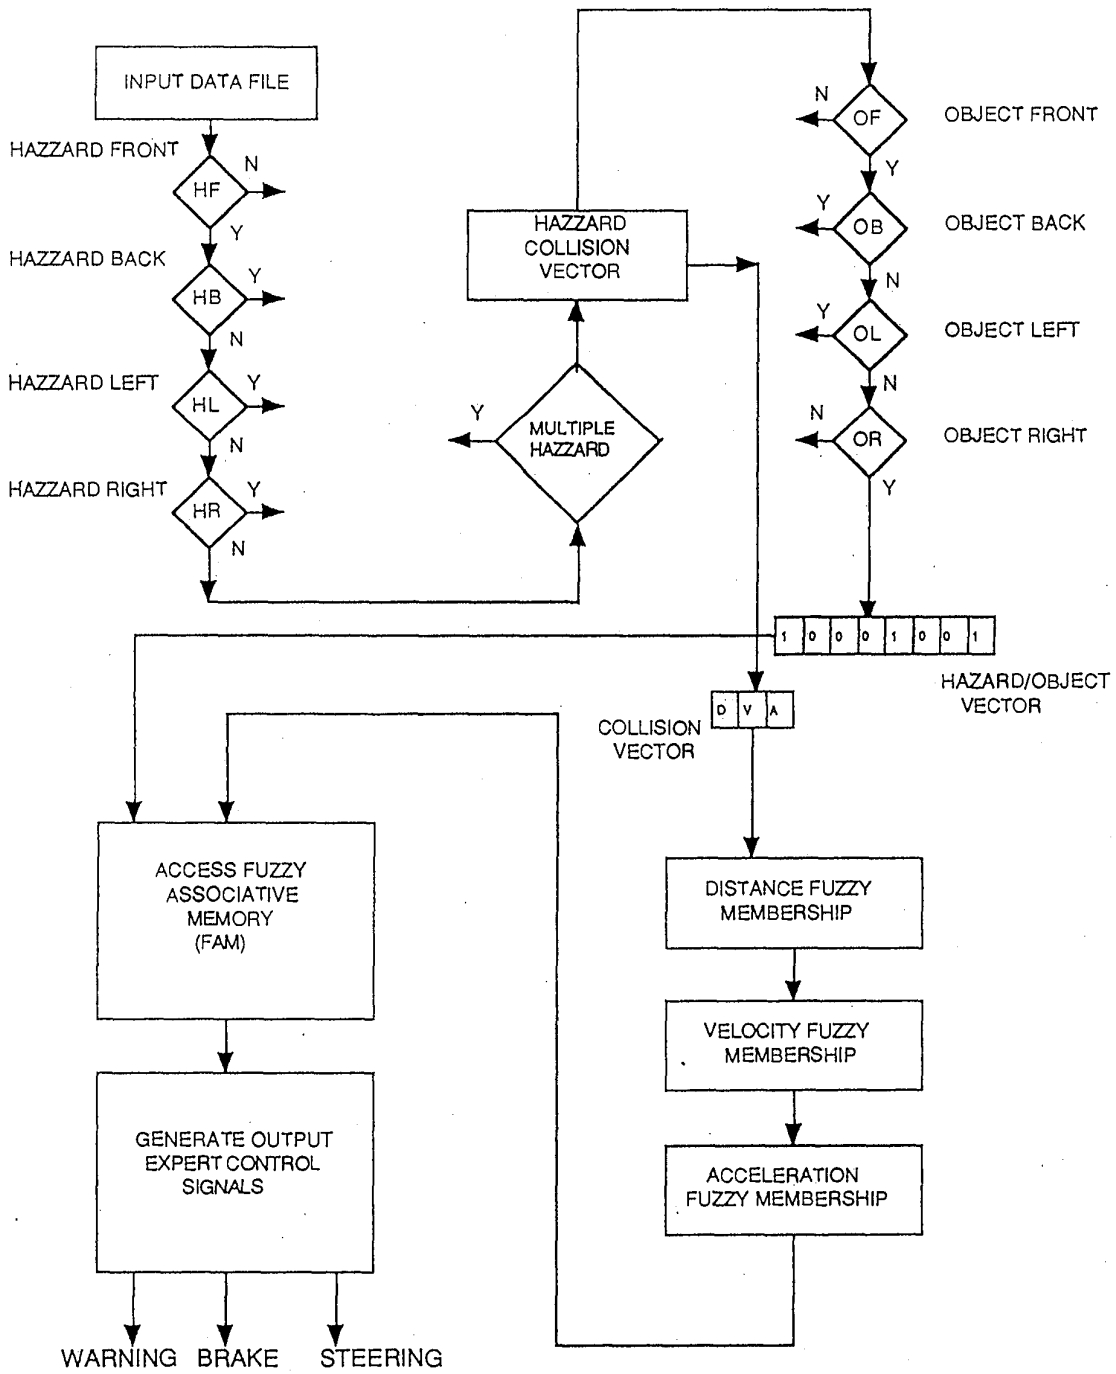 INPUT DATA FILE
HAZZARD FRONT
N
HF
Y
HAZZARD BACK
Y
HB
N
HAZZARD LEFT
Y
HL
N
HAZZARD RIGHT
Y
HR
N
HAZZARD
COLLISION
VECTOR
Y
MULTIPLE
HAZZARD
N
OF
OBJECT FRONT
Y
Y
OB
OBJECT BACK
N
Y
OL
OBJECT LEFT
N
N
OR
OBJECT RIGHT
Y
1 0 0 0 1 0 0 1
HAZARD/OBJECT
VECTOR
D V A
COLLISION
VECTOR
ACCESS FUZZY
ASSOCIATIVE
MEMORY
(FAM)
DISTANCE FUZZY
MEMBERSHIP
VELOCITY FUZZY
MEMBERSHIP
GENERATE OUTPUT
EXPERT CONTROL
SIGNALS
ACCELERATION
FUZZY MEMBERSHIP
WARNING BRAKE STEERING